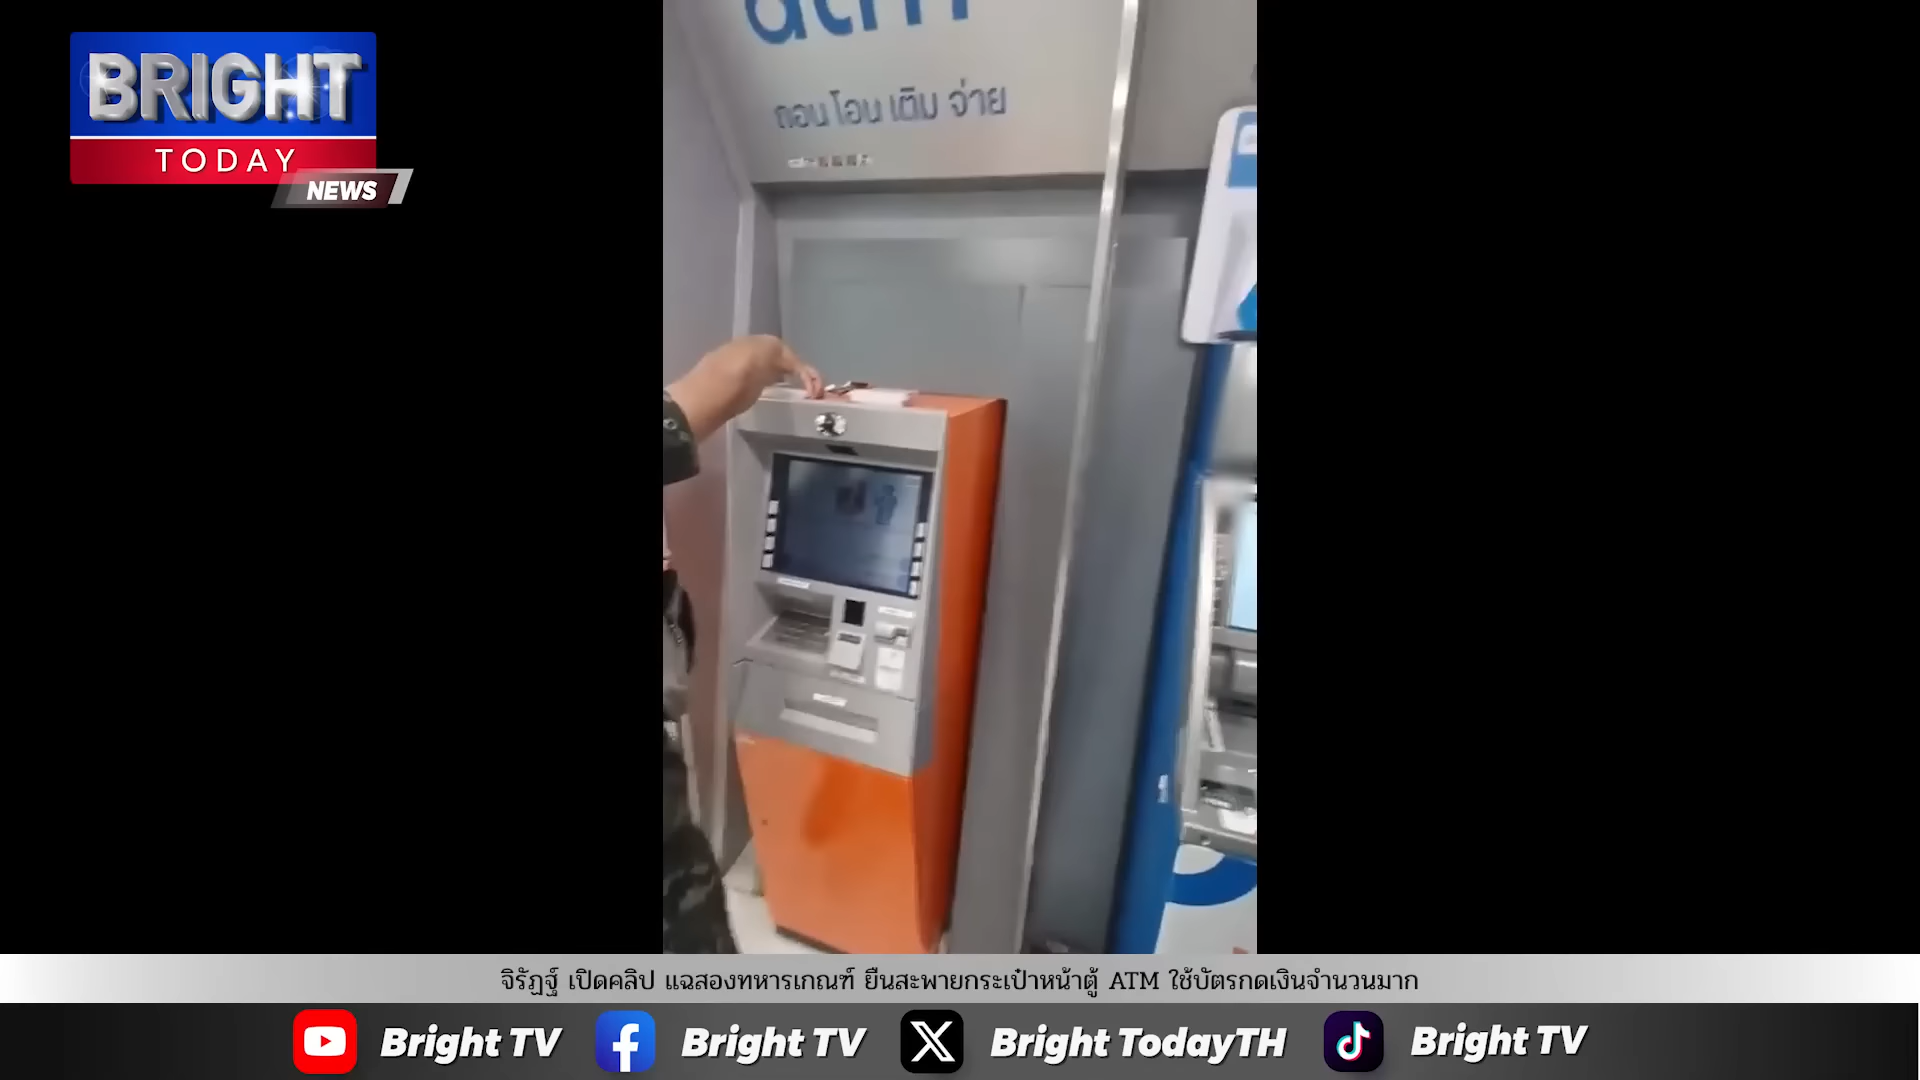 BRIGHT
TODAY
NEWS
atm
ถอน โอน เติม จ่าย
จิรัฏฐ์ เปิดคลิป แฉสองทหารเกณฑ์ ยืนสะพายกระเป๋าหน้าตู้ ATM ใช้บัตรกดเงินจำนวนมาก
Bright TV
Bright TV
Bright TodayTH
Bright TV